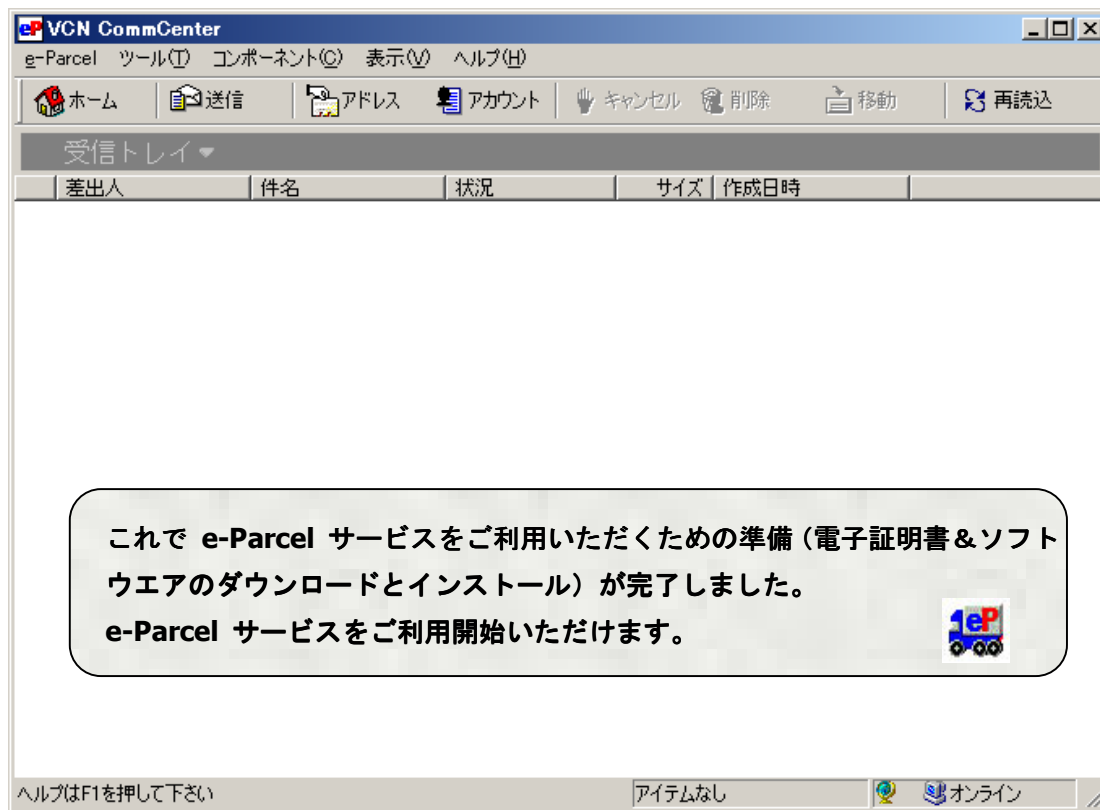 eP VCN CommCenter
e-Parcel ツール(T) コンポーネント(C) 表示(V) ヘルプ(H)
ホーム 送信 アドレス アカウント キャンセル 削除 移動 再読込
受信トレイ
差出人 件名 状況 サイズ 作成日時
これで e-Parcel サービスをご利用いただくための準備（電子証明書＆ソフト
ウエアのダウンロードとインストール）が完了しました。
e-Parcel サービスをご利用開始いただけます。
1eP
ヘルプはF1を押して下さい アイテムなし オンライン